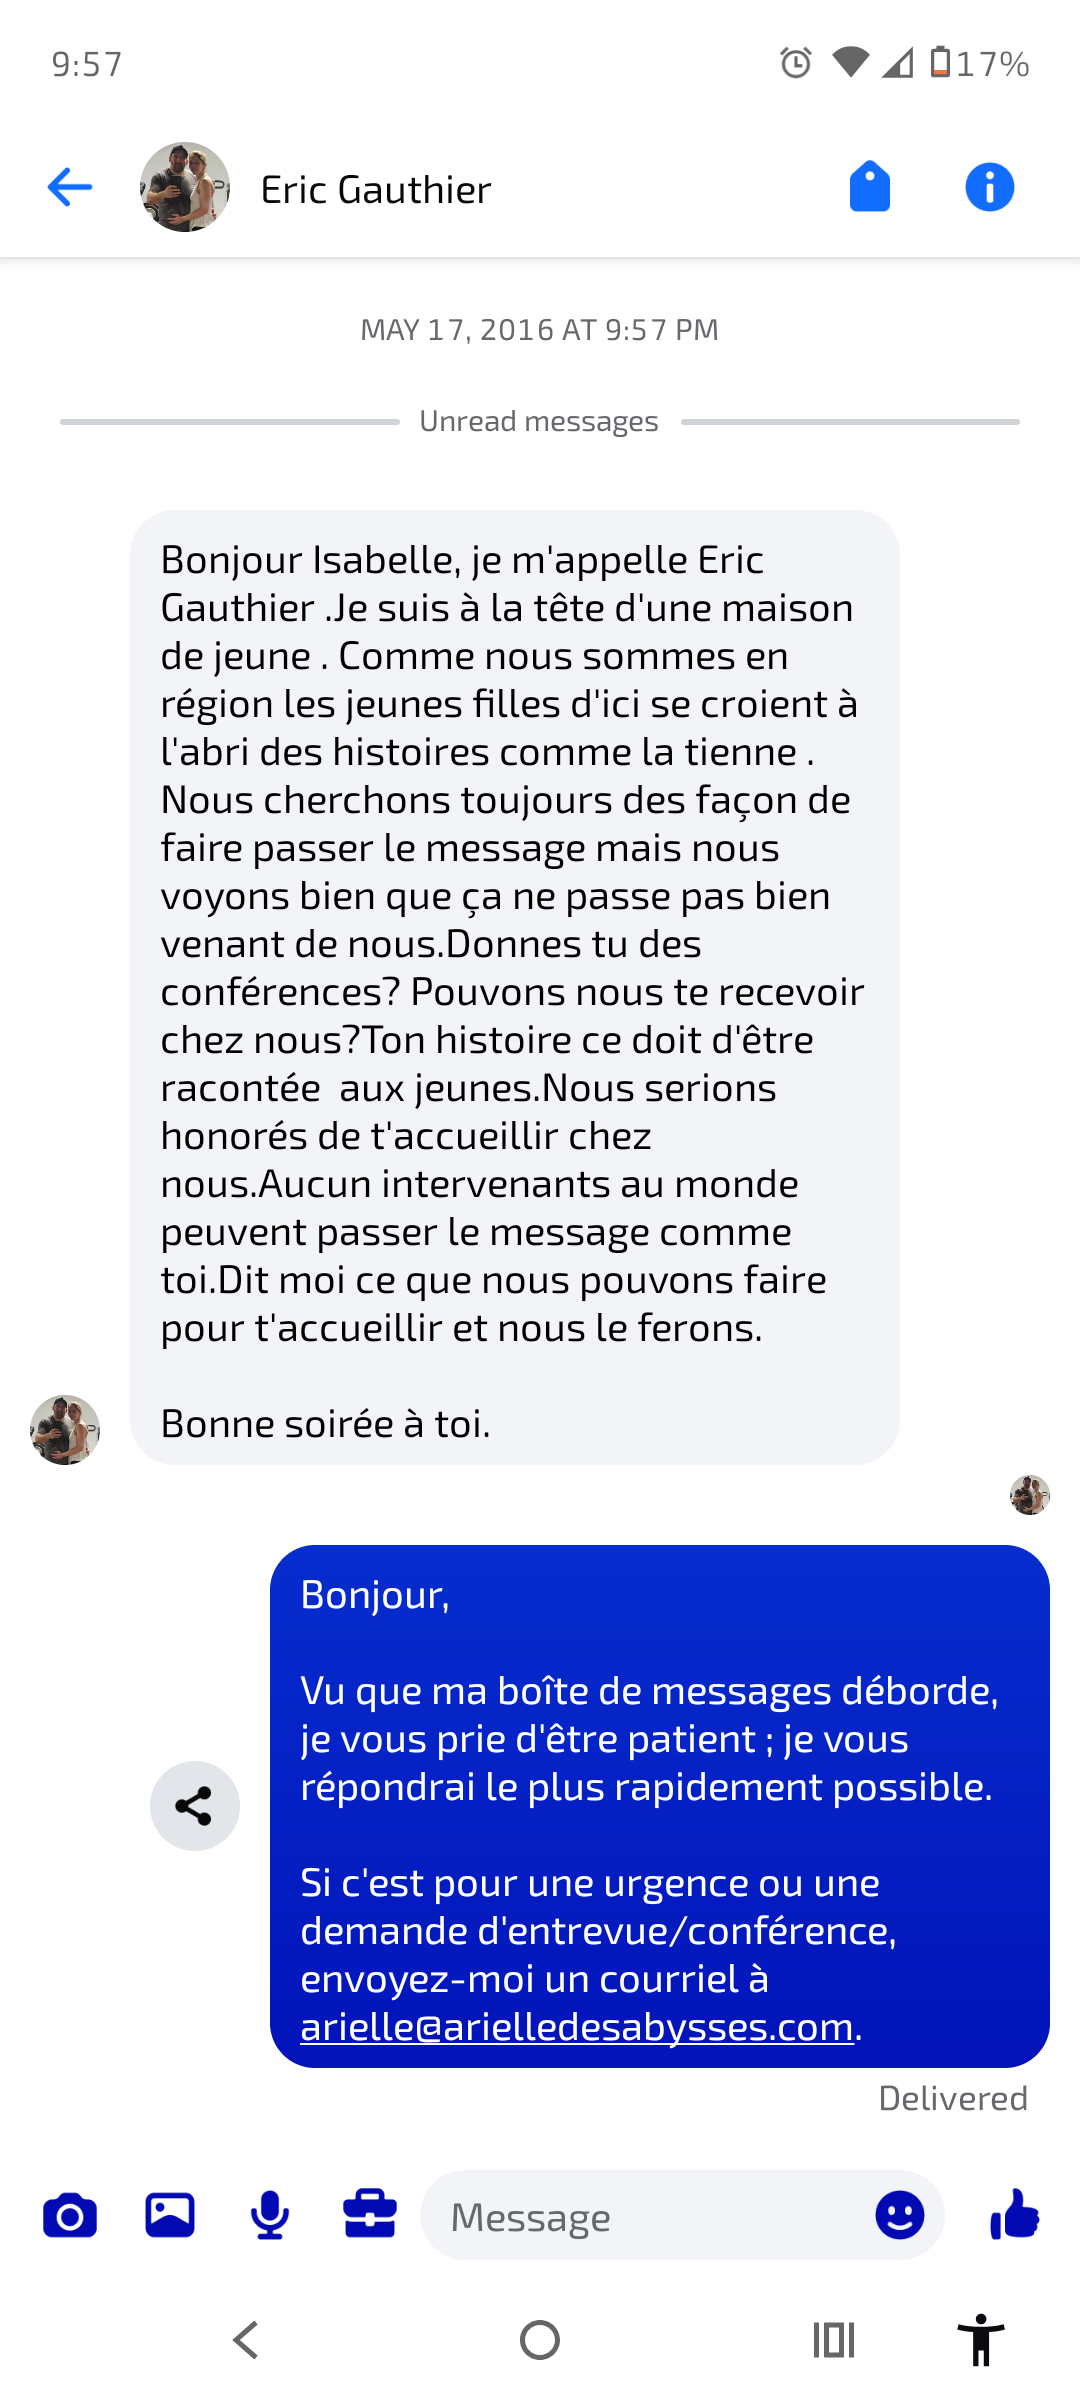 9:57
17%
Eric Gauthier
MAY 17, 2016 AT 9:57 PM
Unread messages
Bonjour Isabelle, je m'appelle Eric
Gauthier .Je suis à la tête d'une maison
de jeune . Comme nous sommes en
région les jeunes filles d'ici se croient à
l'abri des histoires comme la tienne .
Nous cherchons toujours des façon de
faire passer le message mais nous
voyons bien que ça ne passe pas bien
venant de nous.Donnes tu des
conférences? Pouvons nous te recevoir
chez nous?Ton histoire ce doit d'être
racontée  aux jeunes.Nous serions
honorés de t'accueillir chez
nous.Aucun intervenants au monde
peuvent passer le message comme
toi.Dit moi ce que nous pouvons faire
pour t'accueillir et nous le ferons.
Bonne soirée à toi.
Bonjour,
Vu que ma boîte de messages déborde,
je vous prie d'être patient ; je vous
répondrai le plus rapidement possible.
Si c'est pour une urgence ou une
demande d'entrevue/conférence,
envoyez-moi un courriel à
arielle@arielledesabysses.com.
Delivered
Message